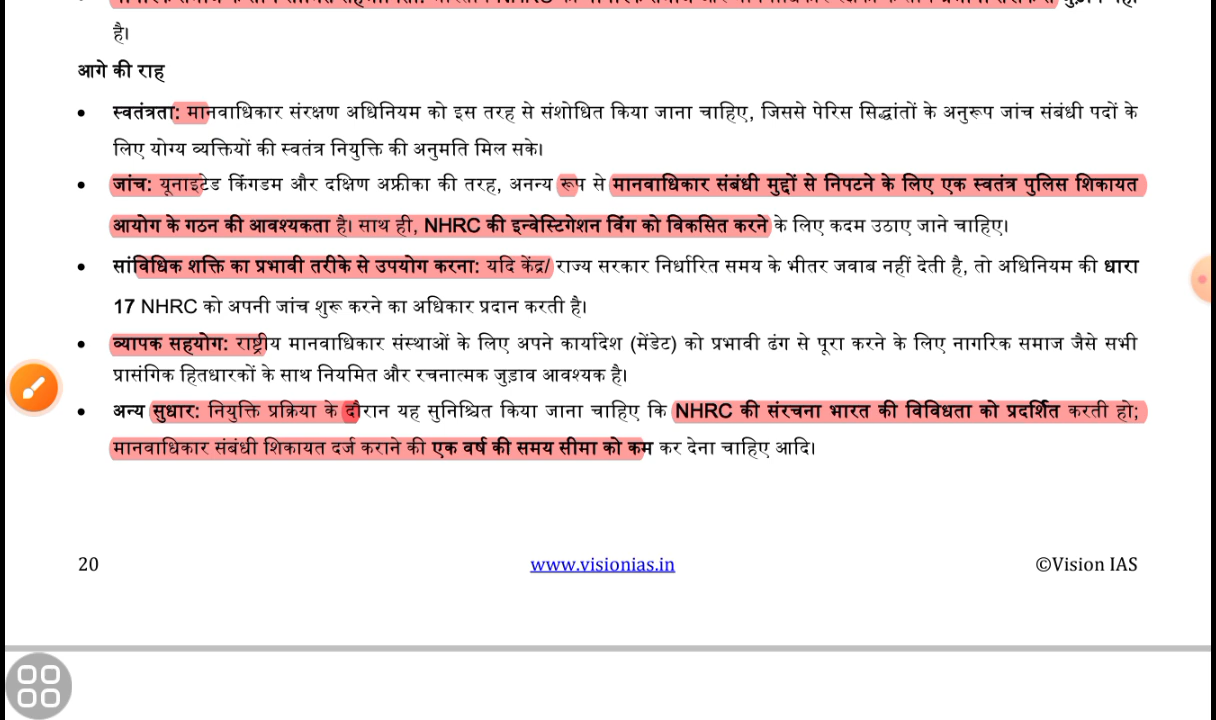 है।
आगे की राह
• स्वतंत्रता: मानवाधिकार संरक्षण अधिनियम को इस तरह से संशोधित किया जाना चाहिए, जिससे पेरिस सिद्धांतों के अनुरूप जांच संबंधी पदों के
लिए योग्य व्यक्तियों की स्वतंत्र नियुक्ति की अनुमति मिल सके।
• जांच: यूनाइटेड किंगडम और दक्षिण अफ्रीका की तरह, अनन्य रूप से मानवाधिकार संबंधी मुद्दों से निपटने के लिए एक स्वतंत्र पुलिस शिकायत
आयोग के गठन की आवश्यकता है। साथ ही, NHRC की इन्वेस्टिगेशन विंग को विकसित करने के लिए कदम उठाए जाने चाहिए।
• सांविधिक शक्ति का प्रभावी तरीके से उपयोग करना: यदि केंद्र/ राज्य सरकार निर्धारित समय के भीतर जवाब नहीं देती है, तो अधिनियम की धारा
17 NHRC को अपनी जांच शुरू करने का अधिकार प्रदान करती है।
• व्यापक सहयोग: राष्ट्रीय मानवाधिकार संस्थाओं के लिए अपने कार्यादेश (मेंडेट) को प्रभावी ढंग से पूरा करने के लिए नागरिक समाज जैसे सभी
प्रासंगिक हितधारकों के साथ नियमित और रचनात्मक जुड़ाव आवश्यक है।
• अन्य सुधार: नियुक्ति प्रक्रिया के दौरान यह सुनिश्चित किया जाना चाहिए कि NHRC की संरचना भारत की विविधता को प्रदर्शित करती हो;
मानवाधिकार संबंधी शिकायत दर्ज कराने की एक वर्ष की समय सीमा को कम कर देना चाहिए आदि।
20 www.visionias.in ©Vision IAS